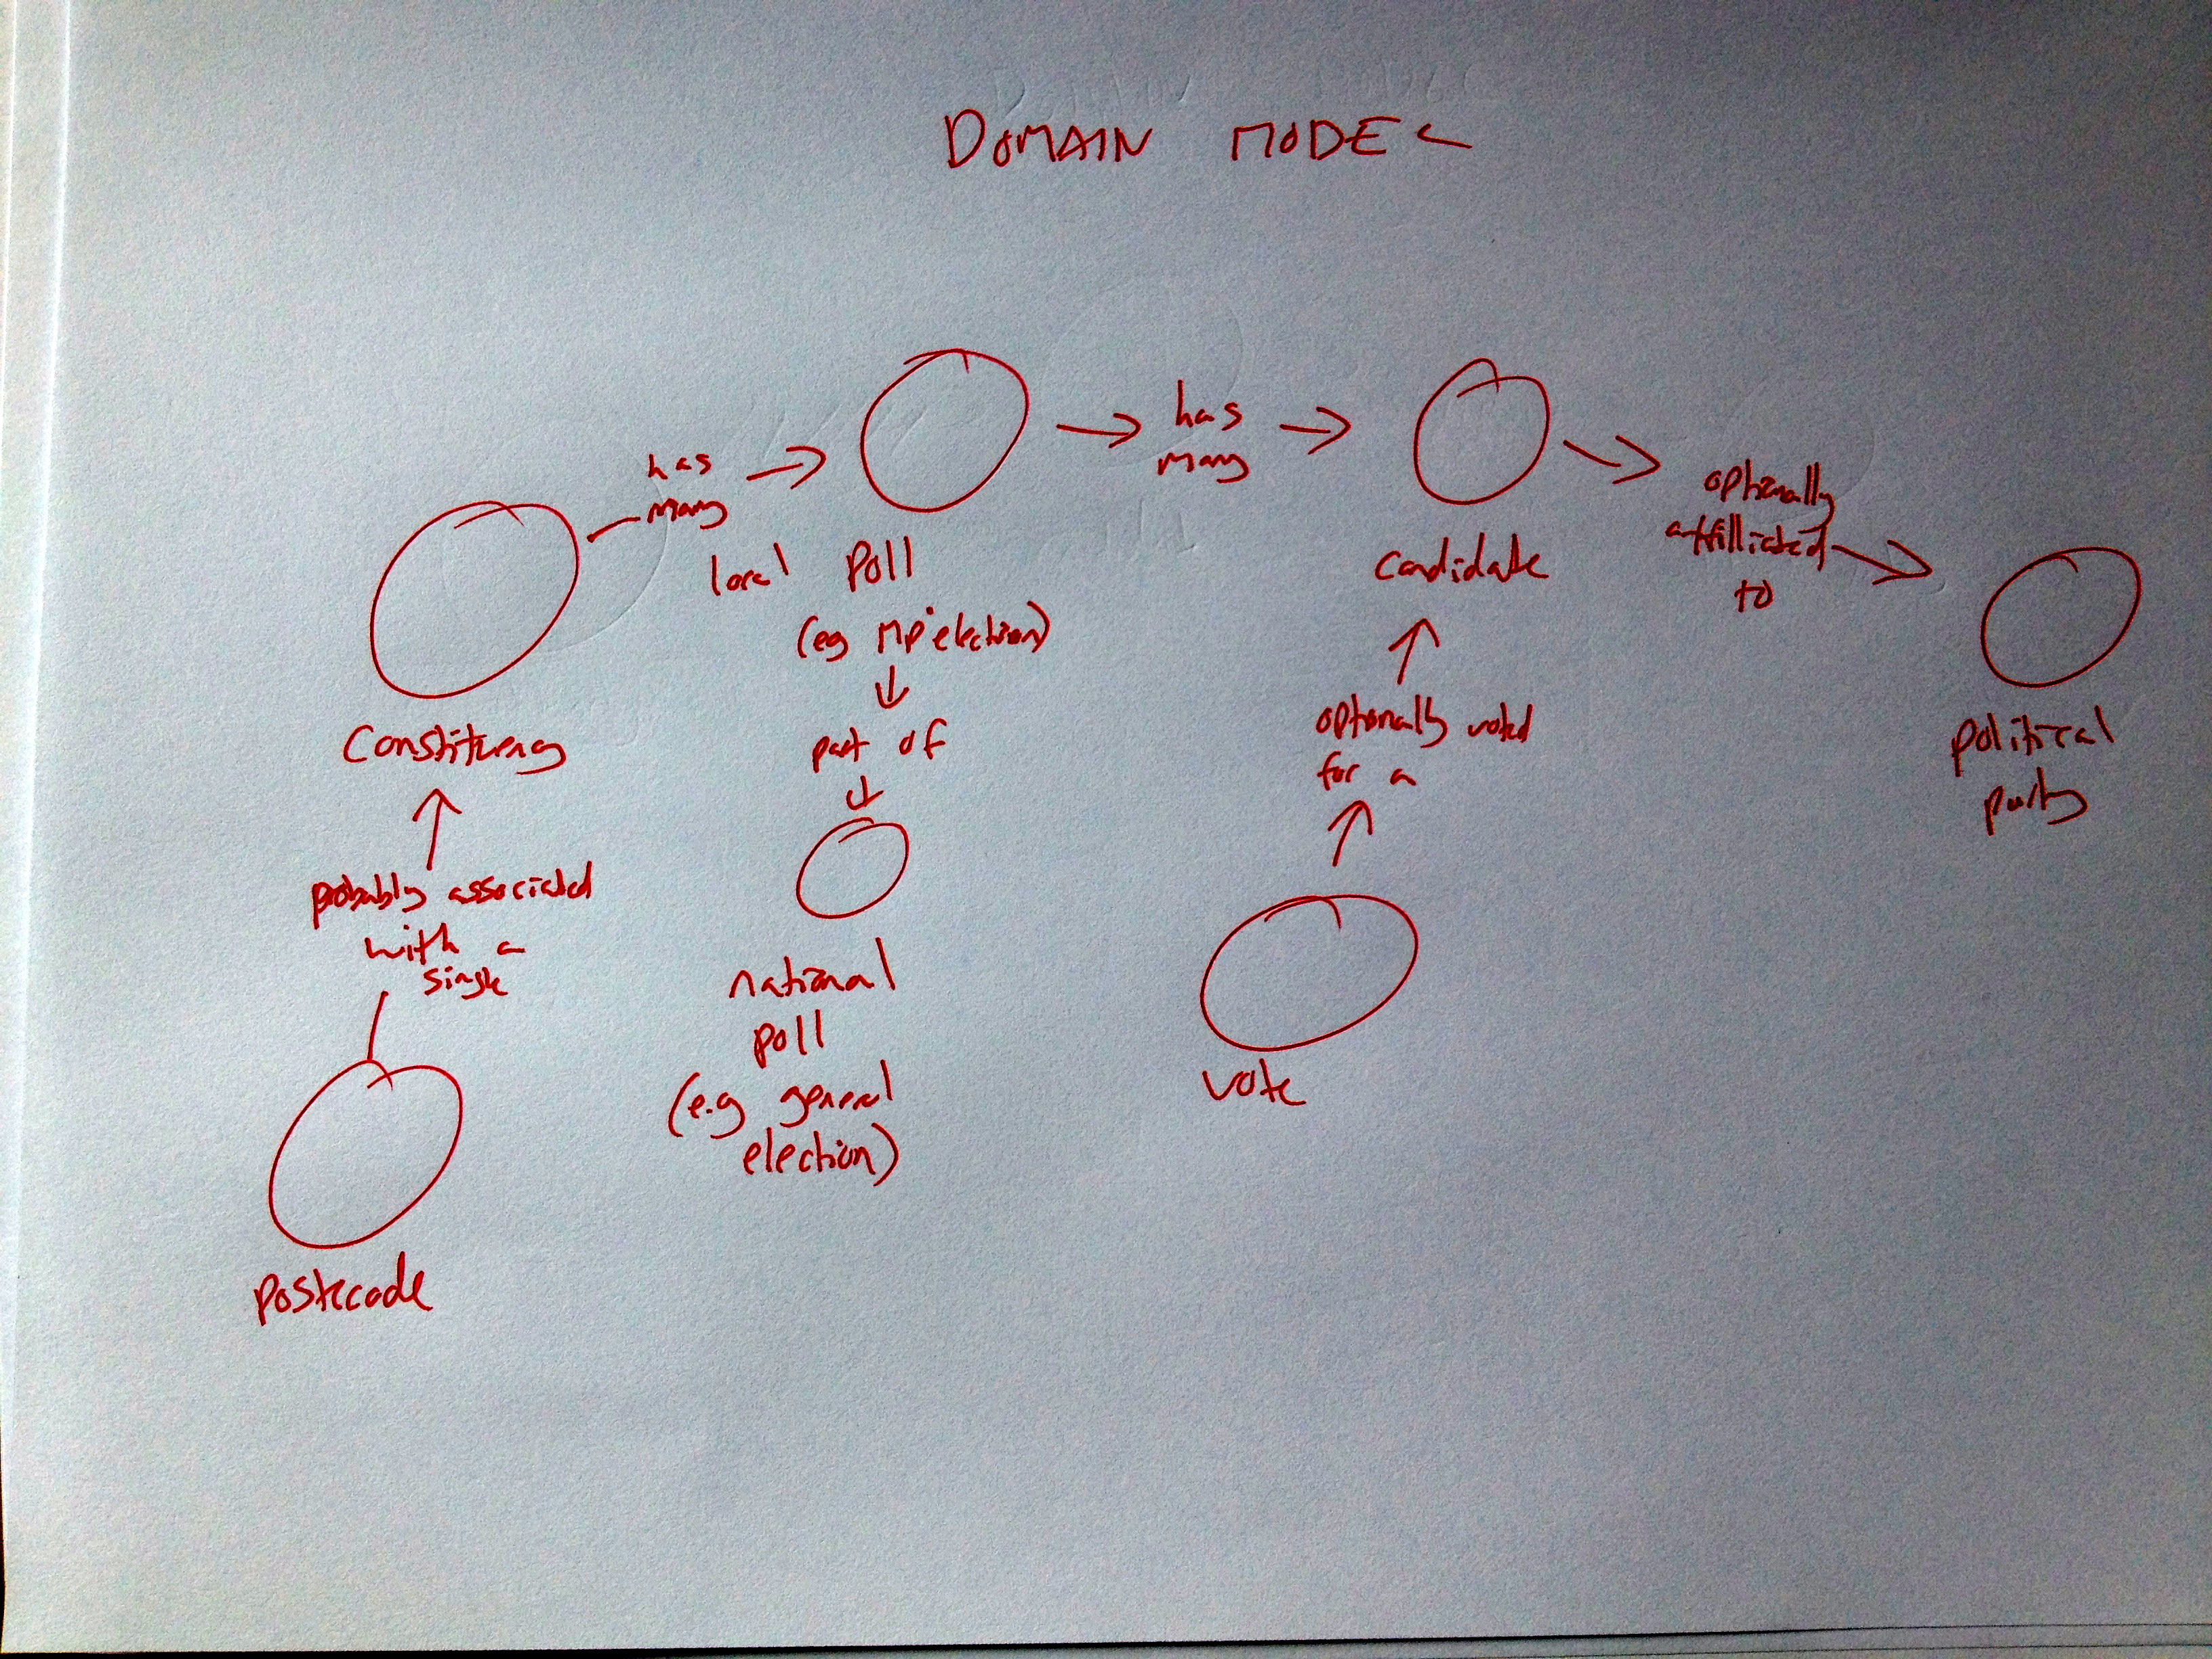 DOMAIN MODEL
has
many
has
many
optionally
affilliated
to
local poll
(eg MP election)
candidate
Constituency
part of
optionally voted
for a
political
party
probably associated
with a
single
national
poll
(e.g general
election)
vote
postcode